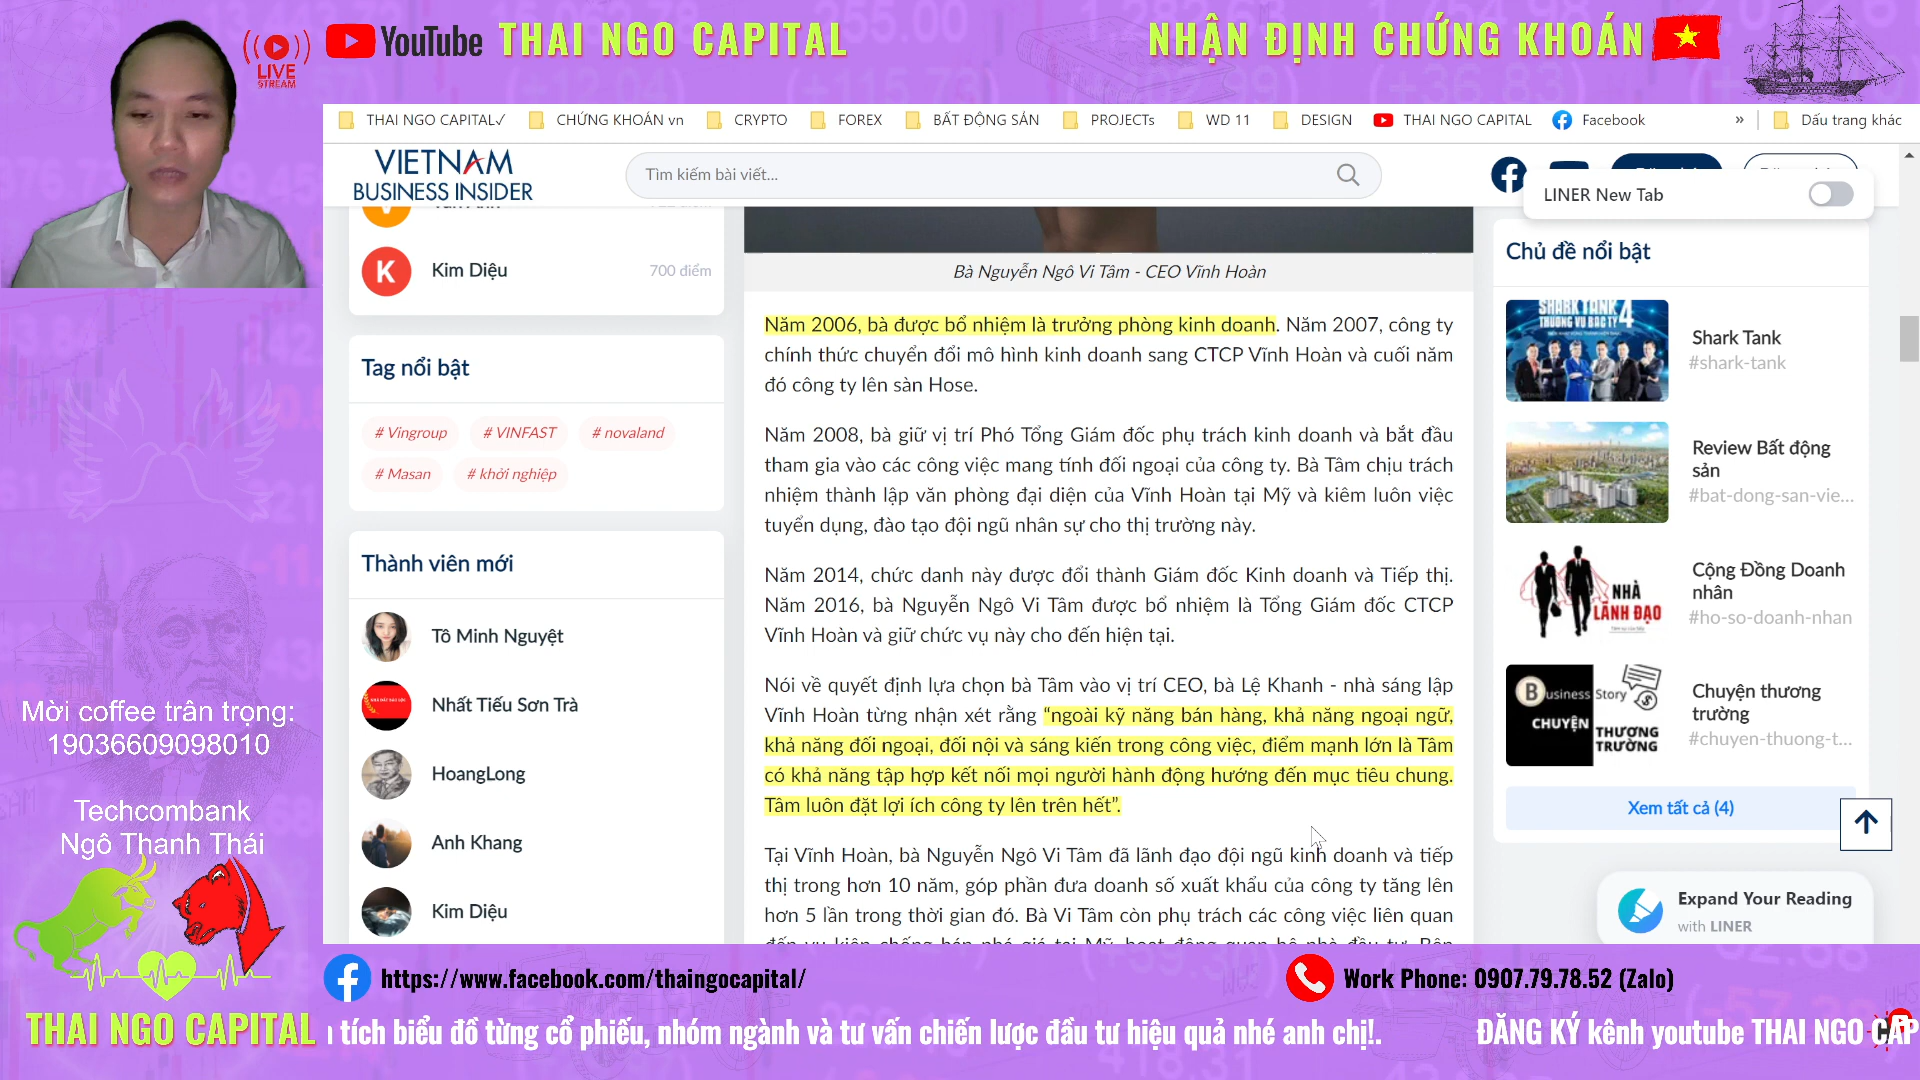 LIVE
STREAM
YouTube THAI NGO CAPITAL
NHẬN ĐỊNH CHỨNG KHOÁN
THAI NGO CAPITAL✓ CHỨNG KHOÁN vn CRYPTO FOREX BẤT ĐỘNG SẢN PROJECTs WD 11 DESIGN THAI NGO CAPITAL Facebook » Dấu trang khác
VIETNAM
BUSINESS INSIDER
Tìm kiếm bài viết...
LINER New Tab
K Kim Diệu 700 điểm
Tag nổi bật
# Vingroup # VINFAST # novaland
# Masan # khởi nghiệp
Thành viên mới
Tô Minh Nguyệt
Nhất Tiếu Sơn Trà
HoangLong
Anh Khang
Kim Diệu
Bà Nguyễn Ngô Vi Tâm - CEO Vĩnh Hoàn
Năm 2006, bà được bổ nhiệm là trưởng phòng kinh doanh. Năm 2007, công ty
chính thức chuyển đổi mô hình kinh doanh sang CTCP Vĩnh Hoàn và cuối năm
đó công ty lên sàn Hose.
Năm 2008, bà giữ vị trí Phó Tổng Giám đốc phụ trách kinh doanh và bắt đầu
tham gia vào các công việc mang tính đối ngoại của công ty. Bà Tâm chịu trách
nhiệm thành lập văn phòng đại diện của Vĩnh Hoàn tại Mỹ và kiêm luôn việc
tuyển dụng, đào tạo đội ngũ nhân sự cho thị trường này.
Năm 2014, chức danh này được đổi thành Giám đốc Kinh doanh và Tiếp thị.
Năm 2016, bà Nguyễn Ngô Vi Tâm được bổ nhiệm là Tổng Giám đốc CTCP
Vĩnh Hoàn và giữ chức vụ này cho đến hiện tại.
Nói về quyết định lựa chọn bà Tâm vào vị trí CEO, bà Lệ Khanh - nhà sáng lập
Vĩnh Hoàn từng nhận xét rằng “ngoài kỹ năng bán hàng, khả năng ngoại ngữ,
khả năng đối ngoại, đối nội và sáng kiến trong công việc, điểm mạnh lớn là Tâm
có khả năng tập hợp kết nối mọi người hành động hướng đến mục tiêu chung.
Tâm luôn đặt lợi ích công ty lên trên hết”.
Tại Vĩnh Hoàn, bà Nguyễn Ngô Vi Tâm đã lãnh đạo đội ngũ kinh doanh và tiếp
thị trong hơn 10 năm, góp phần đưa doanh số xuất khẩu của công ty tăng lên
hơn 5 lần trong thời gian đó. Bà Vi Tâm còn phụ trách các công việc liên quan
Chủ đề nổi bật
SHARK TANK
THƯƠNG VỤ BẠC TỶ 4
Shark Tank
#shark-tank
Review Bất động
sản
#bat-dong-san-vie...
NHÀ
LÃNH ĐẠO
Cộng Đồng Doanh
nhân
#ho-so-doanh-nhan
Business Story
CHUYỆN THƯƠNG
TRƯỜNG
Chuyện thương
trường
#chuyen-thuong-t...
Xem tất cả (4)
Expand Your Reading
with LINER
Mời coffee trân trọng:
19036609098010
Techcombank
Ngô Thanh Thái
THAI NGO CAPITAL
https://www.facebook.com/thaingocapital/
Work Phone: 0907.79.78.52 (Zalo)
tích biểu đồ từng cổ phiếu, nhóm ngành và tư vấn chiến lược đầu tư hiệu quả nhé anh chị!.
ĐĂNG KÝ kênh youtube THAI NGO CAP